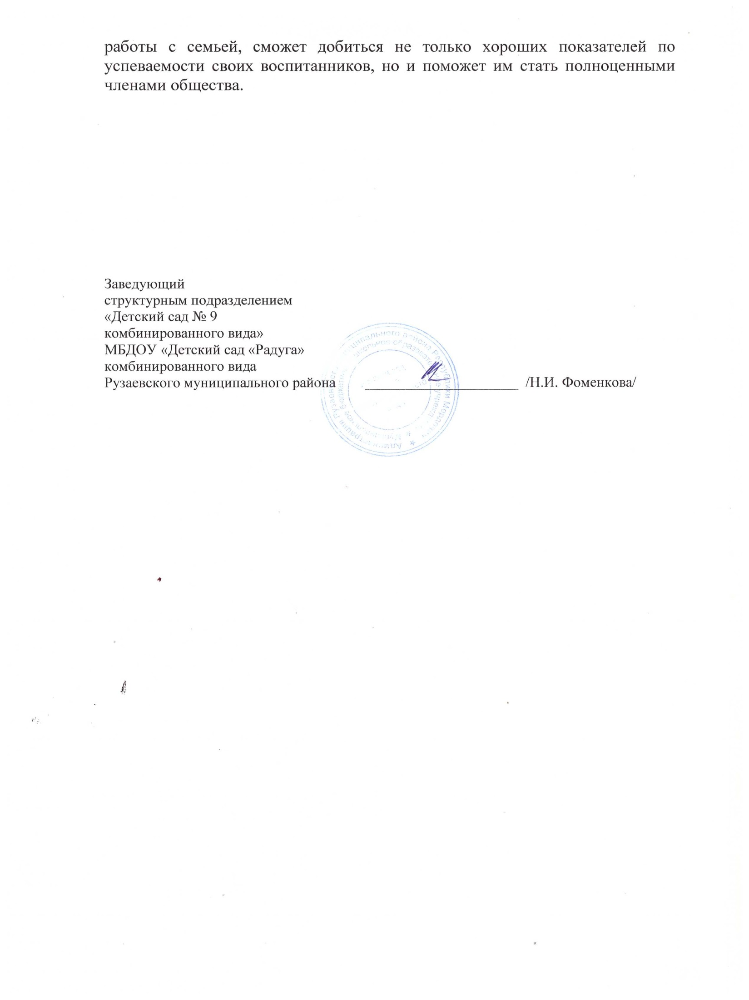 работы с семьей, сможет добиться не только хороших показателей по
успеваемости своих воспитанников, но и поможет им стать полноценными
членами общества.
Заведующий
структурным подразделением
«Детский сад № 9
комбинированного вида»
МБДОУ «Детский сад «Радуга»
комбинированного вида
Рузаевского муниципального района /Н.И. Фоменкова/
района Республики